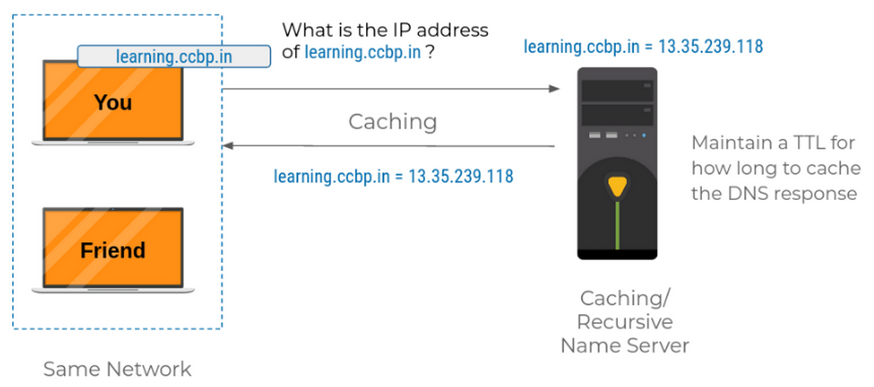 What is the IP address
of learning.ccbp.in ?
learning.ccbp.in = 13.35.239.118
learning.ccbp.in
You
Caching
Maintain a TTL for
how long to cache
the DNS response
learning.ccbp.in = 13.35.239.118
Friend
Caching/
Recursive
Name Server
Same Network